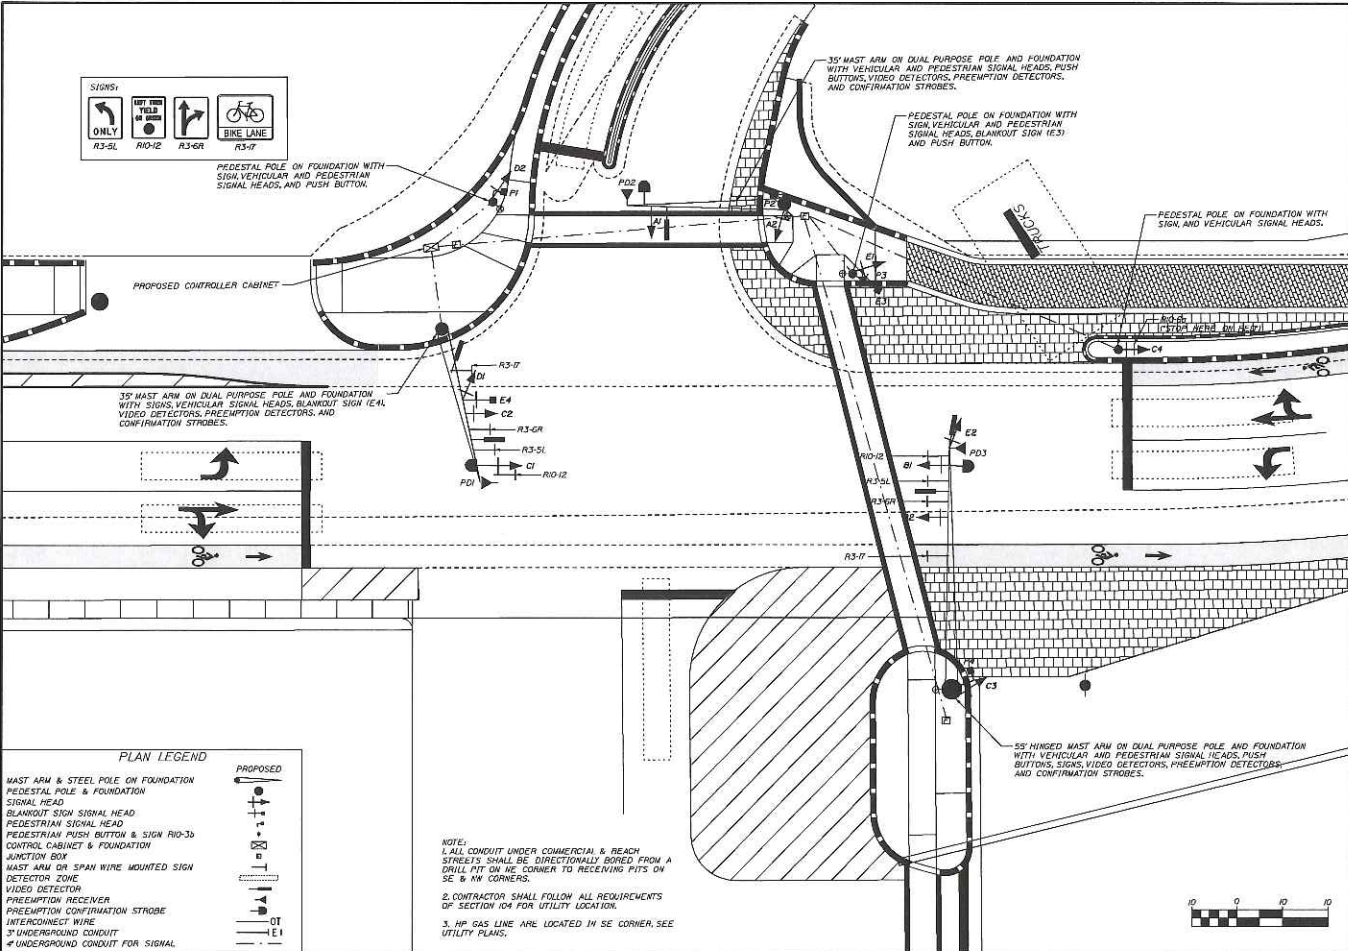 SIGNS:
ONLY
LEFT TURN
YIELD
ON GREEN
BIKE LANE
R3-5L R10-12 R3-6R R3-17
PEDESTAL POLE ON FOUNDATION WITH
SIGN, VEHICULAR AND PEDESTRIAN
SIGNAL HEADS, AND PUSH BUTTON.
D2
P1
PD2
A1
35' MAST ARM ON DUAL PURPOSE POLE AND FOUNDATION
WITH VEHICULAR AND PEDESTRIAN SIGNAL HEADS, PUSH
BUTTONS, VIDEO DETECTORS, PREEMPTION DETECTORS,
AND CONFIRMATION STROBES.
PEDESTAL POLE ON FOUNDATION WITH
SIGN, VEHICULAR AND PEDESTRIAN
SIGNAL HEADS, BLANKOUT SIGN (E3)
AND PUSH BUTTON.
P2
A2
TRUCKS
PEDESTAL POLE ON FOUNDATION WITH
SIGN, AND VEHICULAR SIGNAL HEADS.
E1
P3
E3
PROPOSED CONTROLLER CABINET
("STOP HERE ON RED")
C4
35' MAST ARM ON DUAL PURPOSE POLE AND FOUNDATION
WITH SIGNS, VEHICULAR SIGNAL HEADS, BLANKOUT SIGN (E4),
VIDEO DETECTORS, PREEMPTION DETECTORS, AND
CONFIRMATION STROBES.
R3-17
D1
E4
C2
R3-6R
R3-5L
C1
R10-12
PD1
E2
PD3
R10-12
B1
R3-5L
R3-6R
R3-17
P4
C3
55' HINGED MAST ARM ON DUAL PURPOSE POLE AND FOUNDATION
WITH VEHICULAR AND PEDESTRIAN SIGNAL HEADS, PUSH
BUTTONS, SIGNS, VIDEO DETECTORS, PREEMPTION DETECTORS,
AND CONFIRMATION STROBES.
PLAN LEGEND
PROPOSED
MAST ARM & STEEL POLE ON FOUNDATION
PEDESTAL POLE & FOUNDATION
SIGNAL HEAD
BLANKOUT SIGN SIGNAL HEAD
PEDESTRIAN SIGNAL HEAD
PEDESTRIAN PUSH BUTTON & SIGN R10-3b
CONTROL CABINET & FOUNDATION
JUNCTION BOX
MAST ARM OR SPAN WIRE MOUNTED SIGN
DETECTOR ZONE
VIDEO DETECTOR
PREEMPTION RECEIVER
PREEMPTION CONFIRMATION STROBE
INTERCONNECT WIRE OT
3" UNDERGROUND CONDUIT E
4" UNDERGROUND CONDUIT FOR SIGNAL
NOTE:
1. ALL CONDUIT UNDER COMMERCIAL & BEACH
STREETS SHALL BE DIRECTIONALLY BORED FROM A
DRILL PIT ON NE CORNER TO RECEIVING PITS ON
SE & NW CORNERS.
2. CONTRACTOR SHALL FOLLOW ALL REQUIREMENTS
OF SECTION 104 FOR UTILITY LOCATION.
3. HP GAS LINE ARE LOCATED IN SE CORNER, SEE
UTILITY PLANS.
10 0 10 10